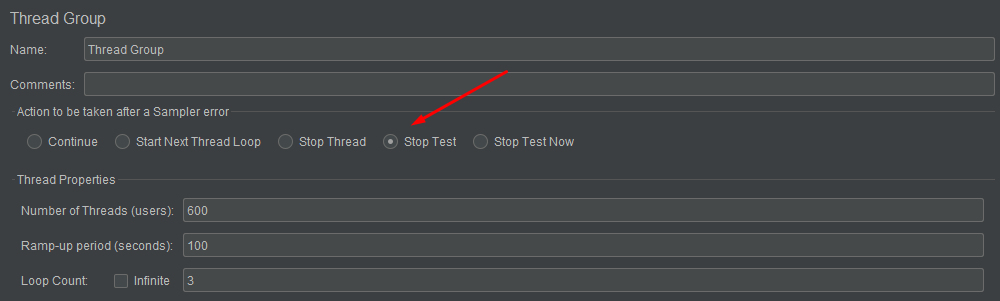 Thread Group
Name: Thread Group
Comments:
Action to be taken after a Sampler error
Continue Start Next Thread Loop Stop Thread Stop Test Stop Test Now
Thread Properties
Number of Threads (users): 600
Ramp-up period (seconds): 100
Loop Count: Infinite 3